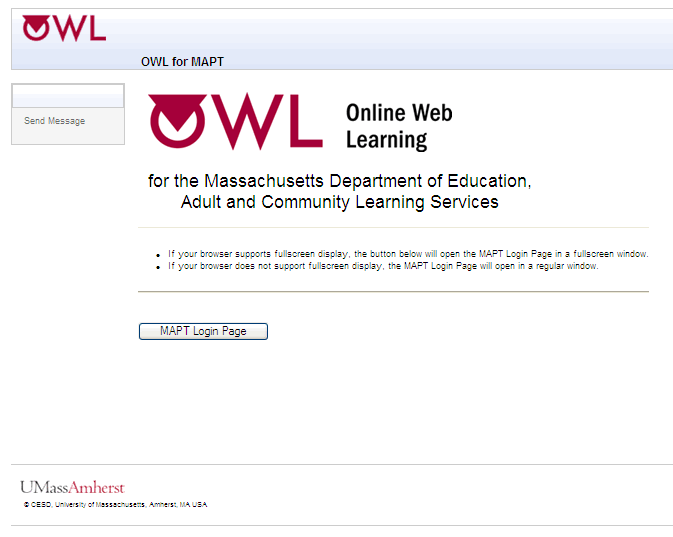 OWL
OWL for MAPT
Send Message
OWL Online Web
Learning
for the Massachusetts Department of Education,
Adult and Community Learning Services
If your browser supports fullscreen display, the button below will open the MAPT Login Page in a fullscreen window.
If your browser does not support fullscreen display, the MAPT Login Page will open in a regular window.
MAPT Login Page
UMassAmherst
© CESD, University of Massachusetts, Amherst, MA USA